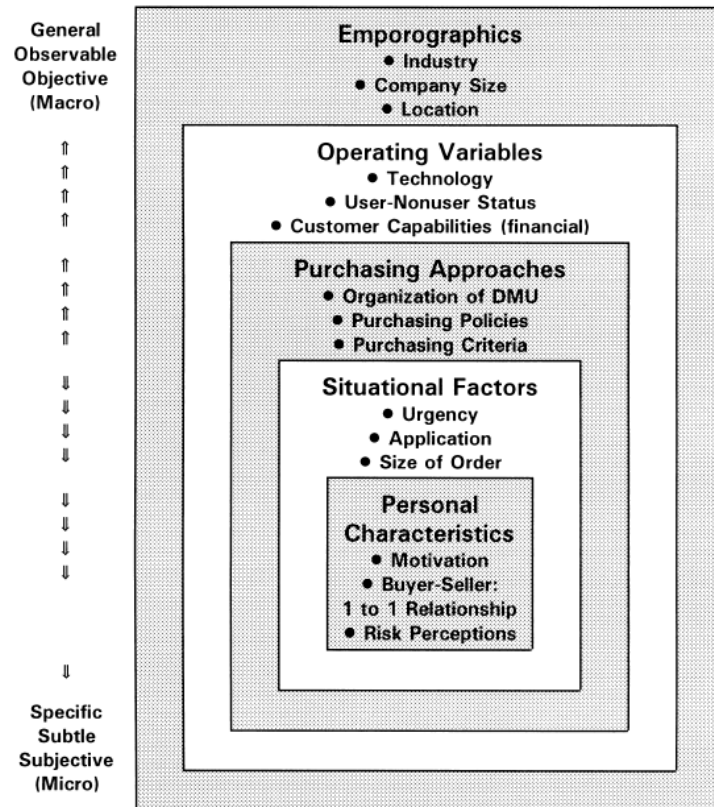 General
Observable
Objective
(Macro)
⇑
⇑
⇑
⇑
⇑
⇑
⇑
⇑
⇓
⇓
⇓
⇓
⇓
⇓
⇓
⇓
⇓
Specific
Subtle
Subjective
(Micro)
Emporographics
● Industry
● Company Size
● Location
Operating Variables
● Technology
● User-Nonuser Status
● Customer Capabilities (financial)
Purchasing Approaches
● Organization of DMU
● Purchasing Policies
● Purchasing Criteria
Situational Factors
● Urgency
● Application
● Size of Order
Personal
Characteristics
● Motivation
● Buyer-Seller:
1 to 1 Relationship
● Risk Perceptions